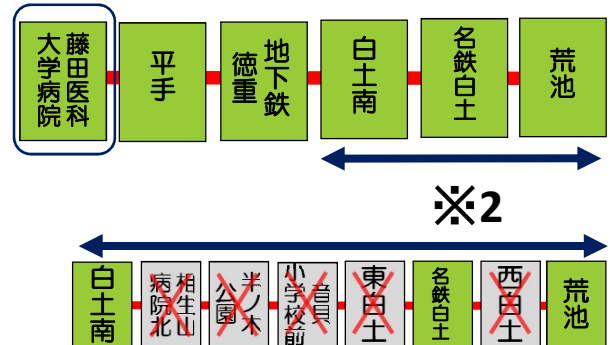 藤田医科
大学病院
平手
地下鉄
徳重
白土南
名鉄白土
荒池
※2
白土南
相生山
病院北
半ノ木
公園
小学校前
東白土
名鉄白土
西白土
荒池